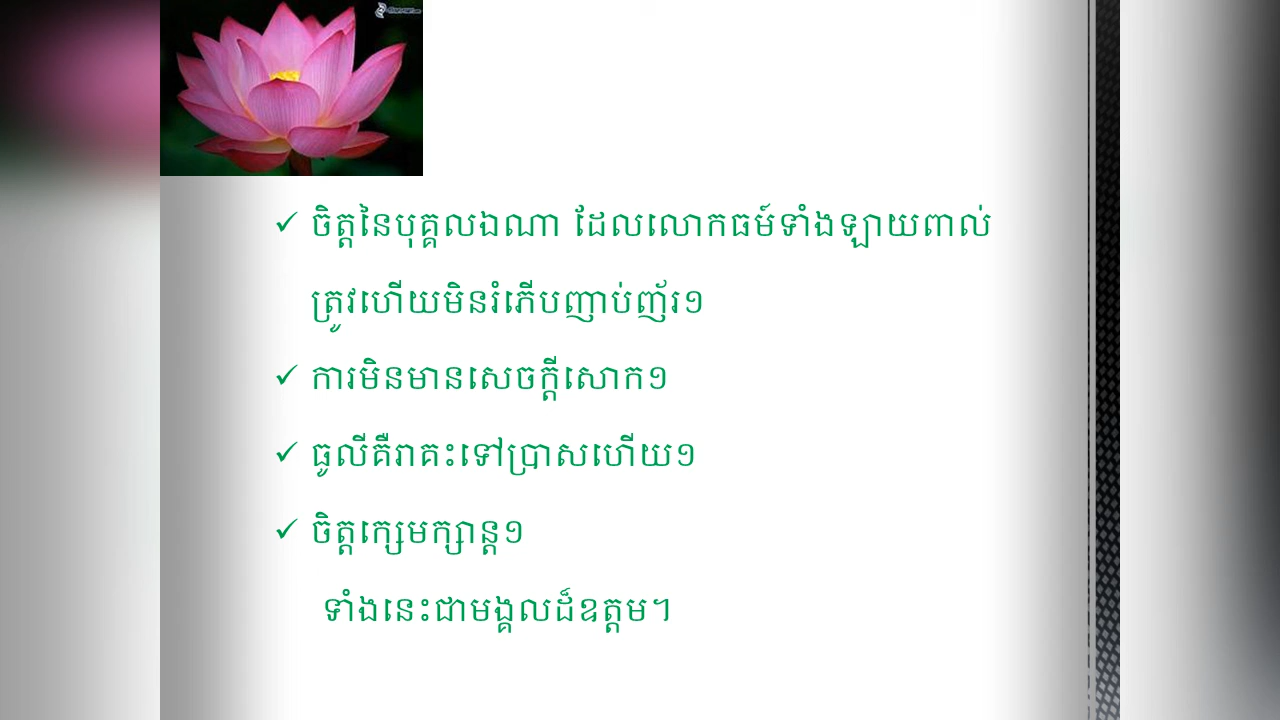 ចិត្តនៃបុគ្គលឯណា ដែលលោកធម៍ទាំងឡាយពាល់
ត្រូវហើយមិនរំភើបញាប់ញ័រ១
ការមិនមានសេចក្តីសោក១
ធូលីគឺរាគះទៅប្រាសហើយ១
ចិត្តក្សេមក្សាន្ត១
ទាំងនេះជាមង្គលដ៏ឧត្តម។